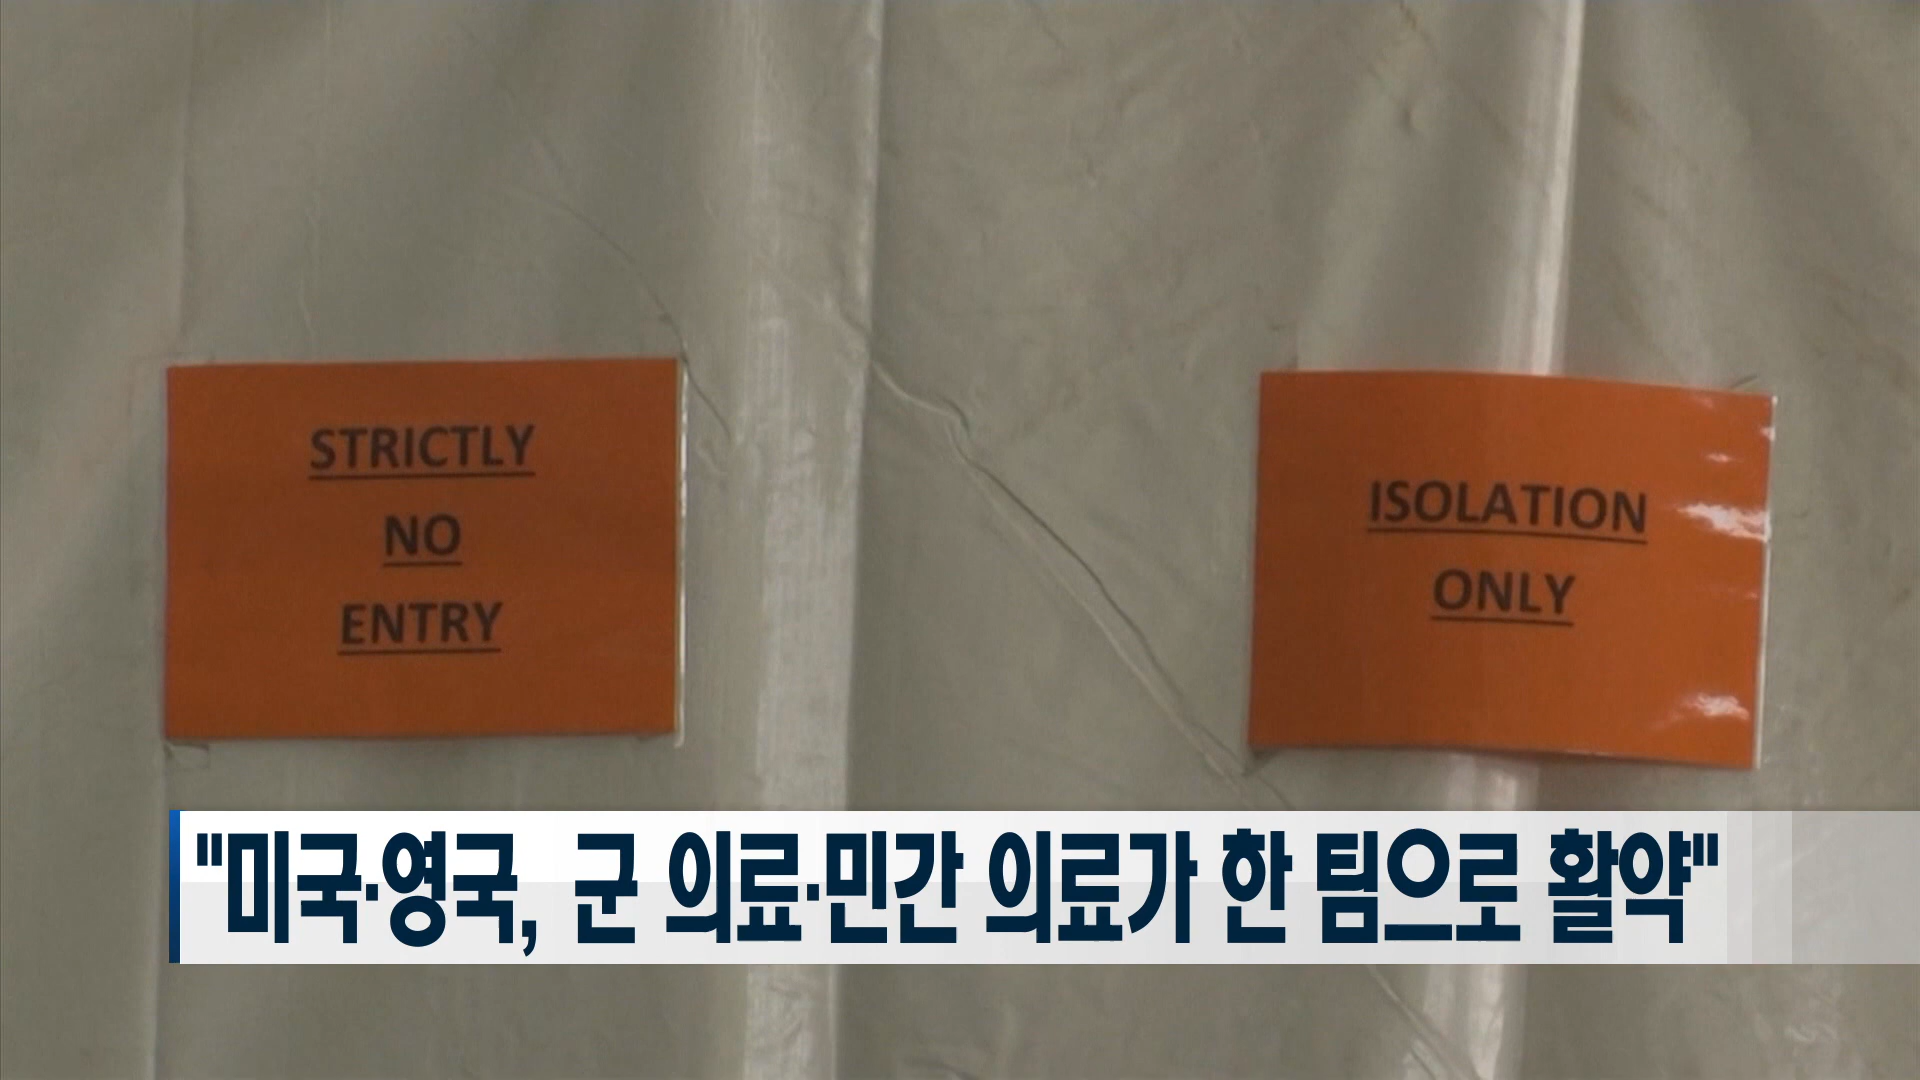 STRICTLY
NO
ENTRY
ISOLATION
ONLY
"미국·영국, 군 의료·민간 의료가 한 팀으로 활약"